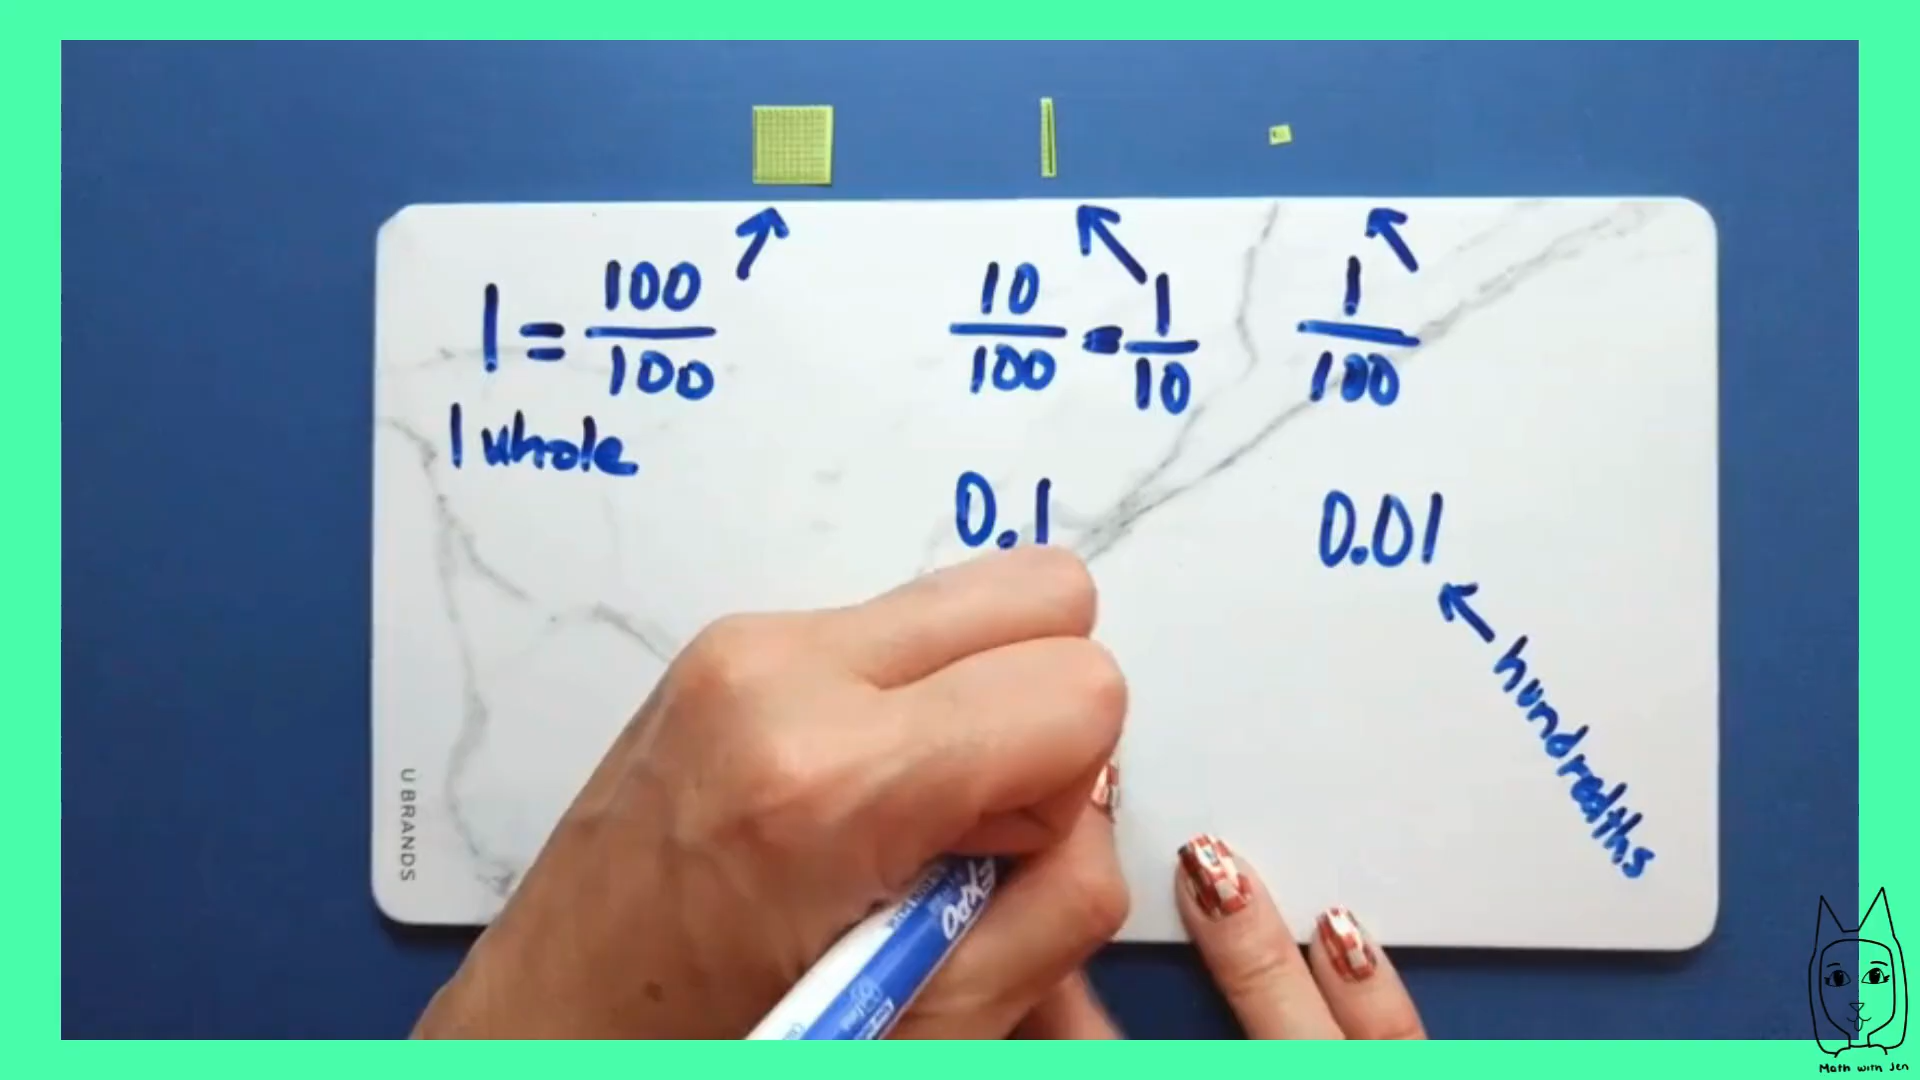 1 = 100/100
1 whole
10/100 = 1/10
0.1
1/100
0.01
hundredths
U BRANDS
EXPO
Math with Jen